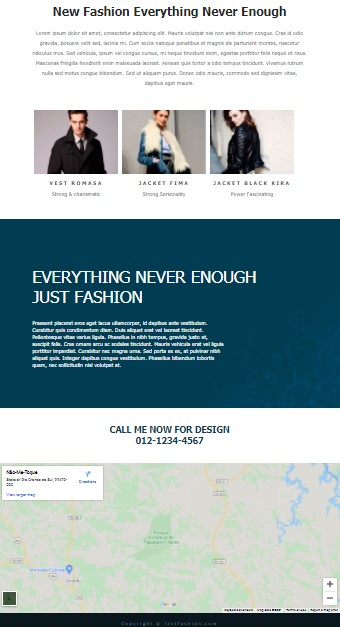 New Fashion Everything Never Enough
Lorem ipsum dolor sit amet, consectetur adipiscing elit. Mauris volutpat nisi non ante dictum congue. Cras id odio
gravida, posuere velit sed, lacinia mi. Cum sociis natoque penatibus et magnis dis parturient montes, nascetur
ridiculus mus. Sed vehicula, ipsum vel congue cursus, enim neque mattis enim, egestas porttitor felis neque at risus.
Maecenas fringilla hendrerit enim malesuada laoreet. Aenean quis tortor a odio tempus tincidunt. Vivamus rutrum
nulla sed metus congue bibendum. Sed ut aliquam purus. Donec odio mauris, commodo sed dignissim vitae,
dapibus eget mauris.
VEST ROMASA
JACKET FIMA
JACKET BLACK KIRA
Strong & charismatic
Strong Personality
Power Fascinating
EVERYTHING NEVER ENOUGH
JUST FASHION
Praesent placerat eros eget lacus ullamcorper, id dapibus ante vestibulum.
Curabitur quis condimentum diam. Duis aliquet erat vel laoreet tincidunt.
Pellentesque vitae varius ligula. Phasellus in nibh tempus, gravida justo et,
suscipit felis. Cras ornare arcu ac sodales tincidunt. Mauris vehicula erat vel ligula
porttitor imperdiet. Curabitur nec magna urna. Sed porta ex ex, at pulvinar nibh
aliquet quis. Integer dapibus congue vestibulum. Phasellus bibendum lobortis
quam, nec sollicitudin nisl volutpat at.
CALL ME NOW FOR DESIGN
012-1234-4567
Não-Me-Toque
Directions
View larger map
Copyright © fastfashion.com